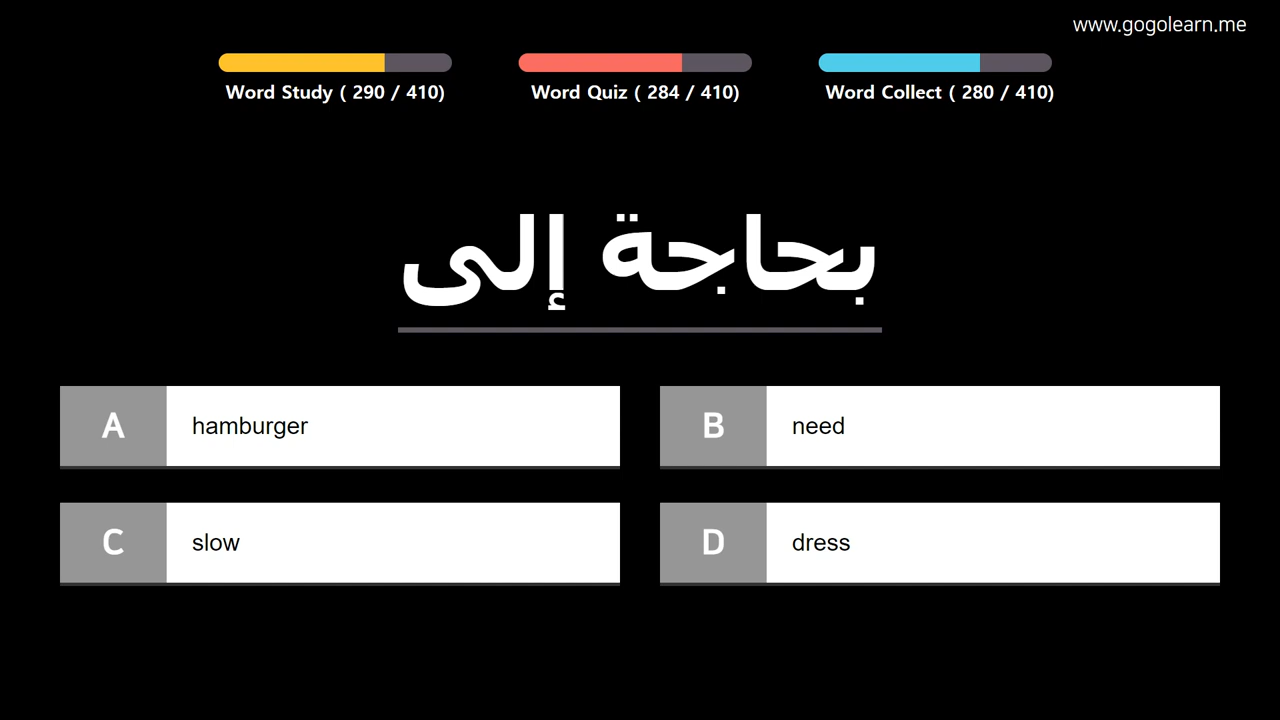 www.gogolearn.me
Word Study ( 290 / 410)
Word Quiz ( 284 / 410)
Word Collect ( 280 / 410)
بحاجة إلى
A hamburger
B need
C slow
D dress